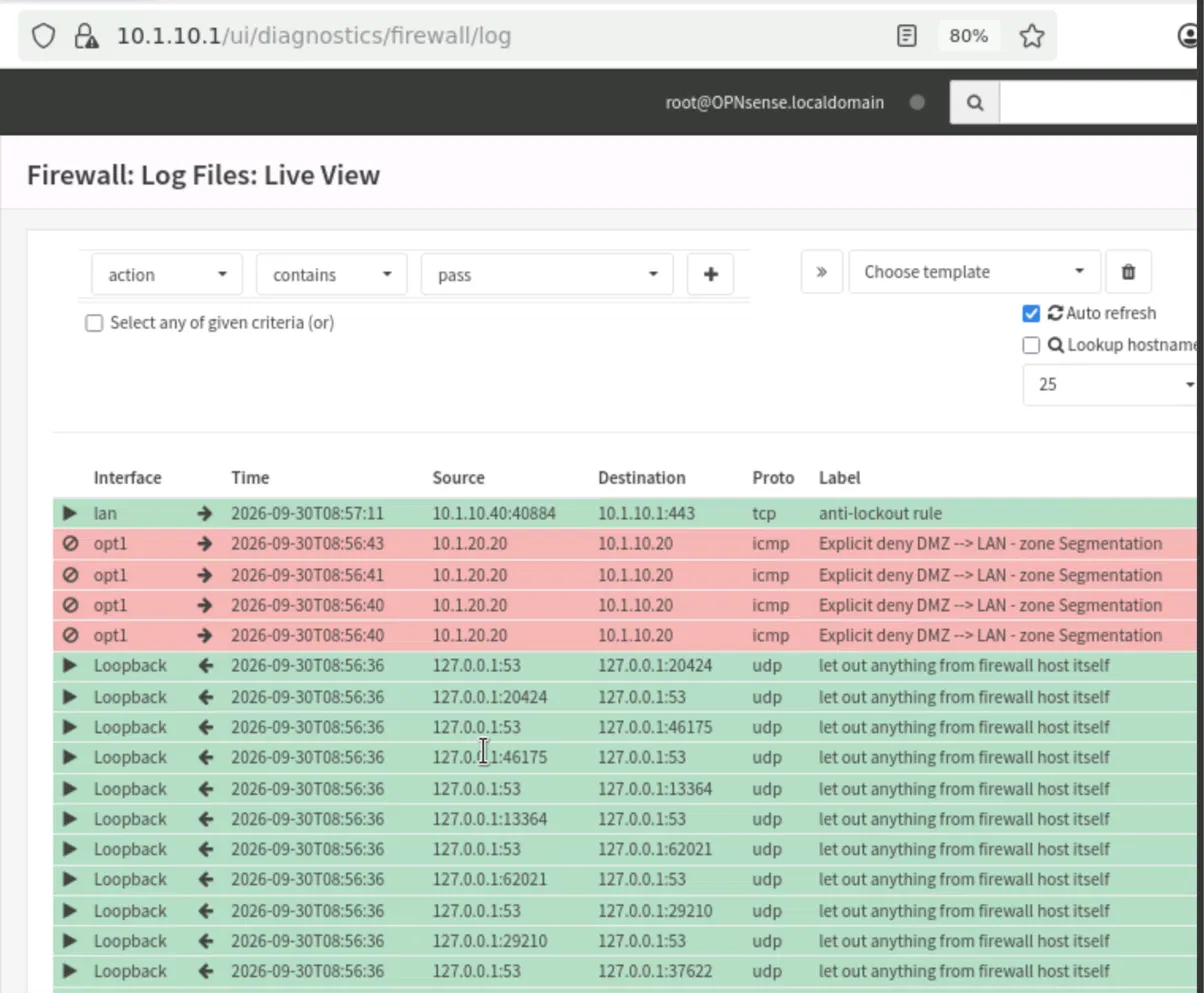 10.1.10.1/ui/diagnostics/firewall/log 80%
root@OPNsense.localdomain
Firewall: Log Files: Live View
action contains pass Choose template
Select any of given criteria (or)
Auto refresh
Lookup hostname
25
Interface Time Source Destination Proto Label
lan 2026-09-30T08:57:11 10.1.10.40:40884 10.1.10.1:443 tcp anti-lockout rule
opt1 2026-09-30T08:56:43 10.1.20.20 10.1.10.20 icmp Explicit deny DMZ --> LAN - zone Segmentation
opt1 2026-09-30T08:56:41 10.1.20.20 10.1.10.20 icmp Explicit deny DMZ --> LAN - zone Segmentation
opt1 2026-09-30T08:56:40 10.1.20.20 10.1.10.20 icmp Explicit deny DMZ --> LAN - zone Segmentation
opt1 2026-09-30T08:56:40 10.1.20.20 10.1.10.20 icmp Explicit deny DMZ --> LAN - zone Segmentation
Loopback 2026-09-30T08:56:36 127.0.0.1:53 127.0.0.1:20424 udp let out anything from firewall host itself
Loopback 2026-09-30T08:56:36 127.0.0.1:20424 127.0.0.1:53 udp let out anything from firewall host itself
Loopback 2026-09-30T08:56:36 127.0.0.1:53 127.0.0.1:46175 udp let out anything from firewall host itself
Loopback 2026-09-30T08:56:36 127.0.0.1:46175 127.0.0.1:53 udp let out anything from firewall host itself
Loopback 2026-09-30T08:56:36 127.0.0.1:53 127.0.0.1:13364 udp let out anything from firewall host itself
Loopback 2026-09-30T08:56:36 127.0.0.1:13364 127.0.0.1:53 udp let out anything from firewall host itself
Loopback 2026-09-30T08:56:36 127.0.0.1:53 127.0.0.1:62021 udp let out anything from firewall host itself
Loopback 2026-09-30T08:56:36 127.0.0.1:62021 127.0.0.1:53 udp let out anything from firewall host itself
Loopback 2026-09-30T08:56:36 127.0.0.1:53 127.0.0.1:29210 udp let out anything from firewall host itself
Loopback 2026-09-30T08:56:36 127.0.0.1:29210 127.0.0.1:53 udp let out anything from firewall host itself
Loopback 2026-09-30T08:56:36 127.0.0.1:53 127.0.0.1:37622 udp let out anything from firewall host itself